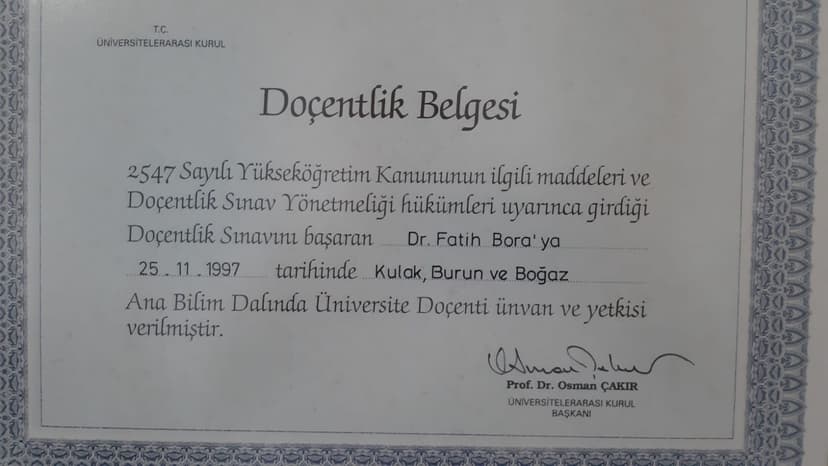 T.C.
ÜNİVERSİTELERARASI KURUL
Doçentlik Belgesi
2547 Sayılı Yükseköğretim Kanununun ilgili maddeleri ve
Doçentlik Sınav Yönetmeliği hükümleri uyarınca girdiği
Doçentlik Sınavını başaran Dr. Fatih Bora'ya
25.11.1997 tarihinde Kulak, Burun ve Boğaz
Ana Bilim Dalında Üniversite Doçenti ünvan ve yetkisi
verilmiştir.
Prof. Dr. Osman ÇAKIR
ÜNİVERSİTELERARASI KURUL
BAŞKANI